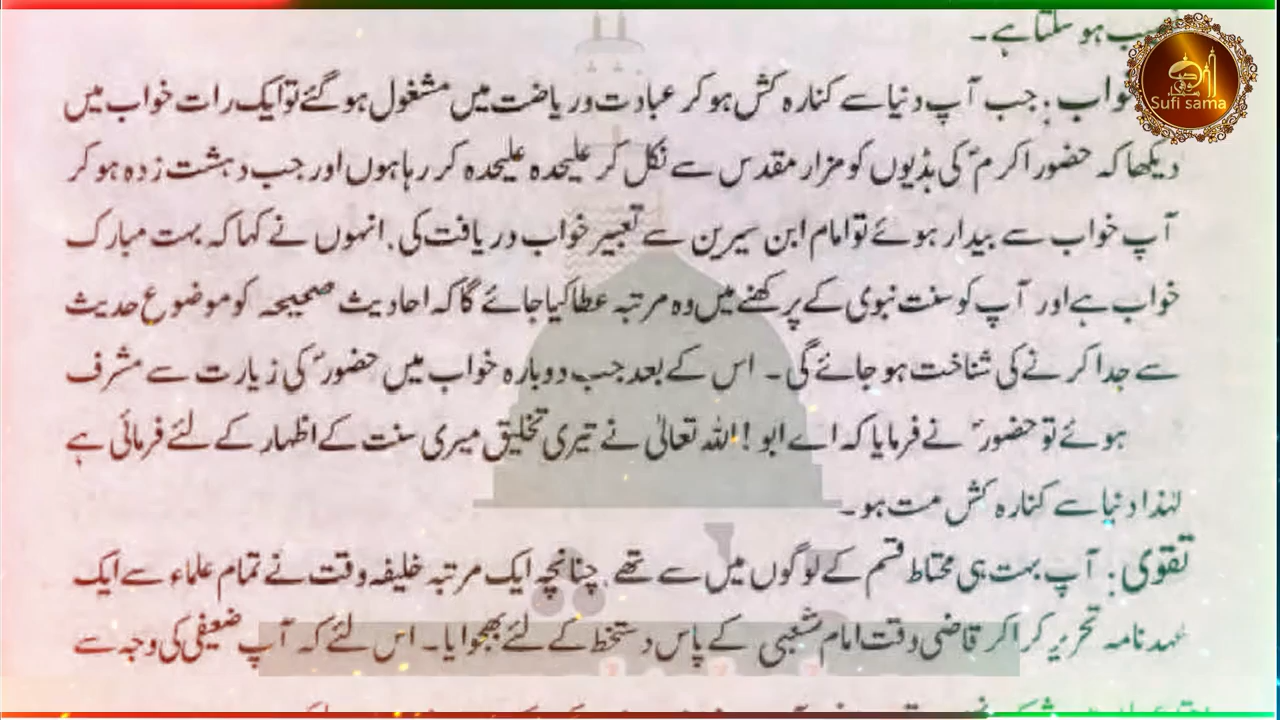 ہو سکتا ہے۔
خواب: جب آپ دنیا سے کنارہ کش ہو کر عبادت و ریاضت میں مشغول ہو گئے تو ایک رات خواب میں
دیکھا کہ حضور اکرمؐ کی ہڈیوں کو مزار مقدس سے نکل کر علیحدہ علیحدہ کر رہا ہوں اور جب دہشت زدہ ہو کر
آپ خواب سے بیدار ہوئے تو امام ابن سیرین سے تعبیر خواب دریافت کی. انہوں نے کہا کہ بہت مبارک
خواب ہے اور آپ کو سنت نبوی کے پرکھنے میں وہ مرتبہ عطا کیا جائے گا کہ احادیث صحیحہ کو موضوع حدیث
سے جدا کرنے کی شناخت ہو جائے گی۔ اس کے بعد جب دوبارہ خواب میں حضورؐ کی زیارت سے مشرف
ہوئے تو حضورؐ نے فرمایا کہ اے ابو! اللہ تعالیٰ نے تیری تخلیق میری سنت کے اظہار کے لئے فرمائی ہے
لہٰذا دنیا سے کنارہ کش مت ہو۔
تقویٰ: آپ بہت ہی محتاط قسم کے لوگوں میں سے تھے. چنانچہ ایک مرتبہ خلیفہ وقت نے تمام علماء سے ایک
عہد نامہ تحریر کرا کر قاضی وقت امام شعبی کے پاس دستخط کے لئے بھجوایا۔ اس لئے کہ آپ ضعیفی کی وجہ سے
Sufi sama